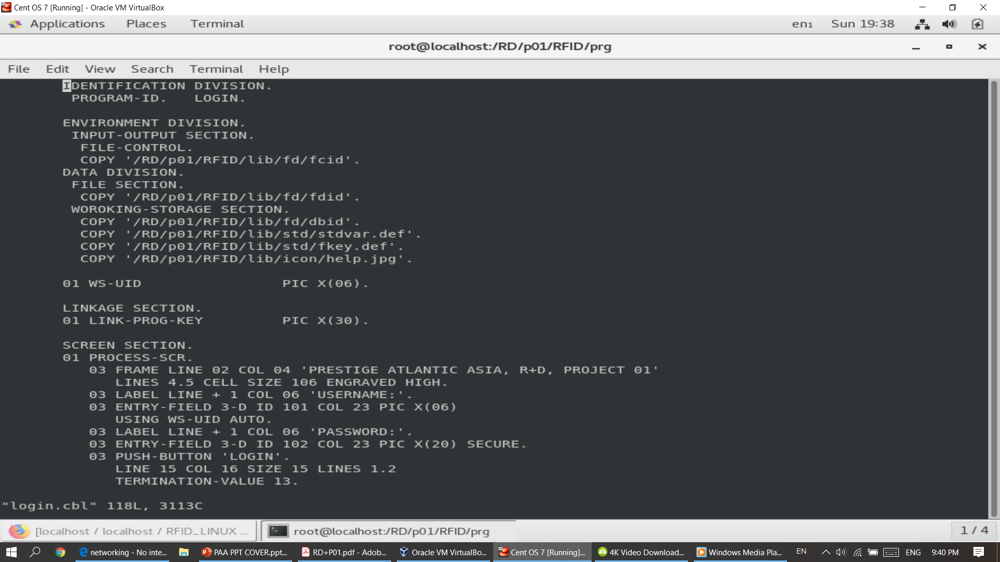 Cent OS 7 [Running] - Oracle VM VirtualBox
Applications Places Terminal en₁ Sun 19:38
root@localhost:/RD/p01/RFID/prg
File Edit View Search Terminal Help
IDENTIFICATION DIVISION.
PROGRAM-ID. LOGIN.
ENVIRONMENT DIVISION.
INPUT-OUTPUT SECTION.
FILE-CONTROL.
COPY '/RD/p01/RFID/lib/fd/fcid'.
DATA DIVISION.
FILE SECTION.
COPY '/RD/p01/RFID/lib/fd/fdid'.
WOROKING-STORAGE SECTION.
COPY '/RD/p01/RFID/lib/fd/dbid'.
COPY '/RD/p01/RFID/lib/std/stdvar.def'.
COPY '/RD/p01/RFID/lib/std/fkey.def'.
COPY '/RD/p01/RFID/lib/icon/help.jpg'.
01 WS-UID PIC X(06).
LINKAGE SECTION.
01 LINK-PROG-KEY PIC X(30).
SCREEN SECTION.
01 PROCESS-SCR.
03 FRAME LINE 02 COL 04 'PRESTIGE ATLANTIC ASIA, R+D, PROJECT 01'
LINES 4.5 CELL SIZE 106 ENGRAVED HIGH.
03 LABEL LINE + 1 COL 06 'USERNAME:'.
03 ENTRY-FIELD 3-D ID 101 COL 23 PIC X(06)
USING WS-UID AUTO.
03 LABEL LINE + 1 COL 06 'PASSWORD:'.
03 ENTRY-FIELD 3-D ID 102 COL 23 PIC X(20) SECURE.
03 PUSH-BUTTON 'LOGIN'.
LINE 15 COL 16 SIZE 15 LINES 1.2
TERMINATION-VALUE 13.
"login.cbl" 118L, 3113C
[localhost / localhost / RFID_LINUX ... root@localhost:/RD/p01/RFID/prg 1 / 4
networking - No inte... PAA PPT COVER.ppt... RD+P01.pdf - Adob... Oracle VM VirtualBo... Cent OS 7 [Running]... 4K Video Download... Windows Media Pla... EN ENG 9:40 PM